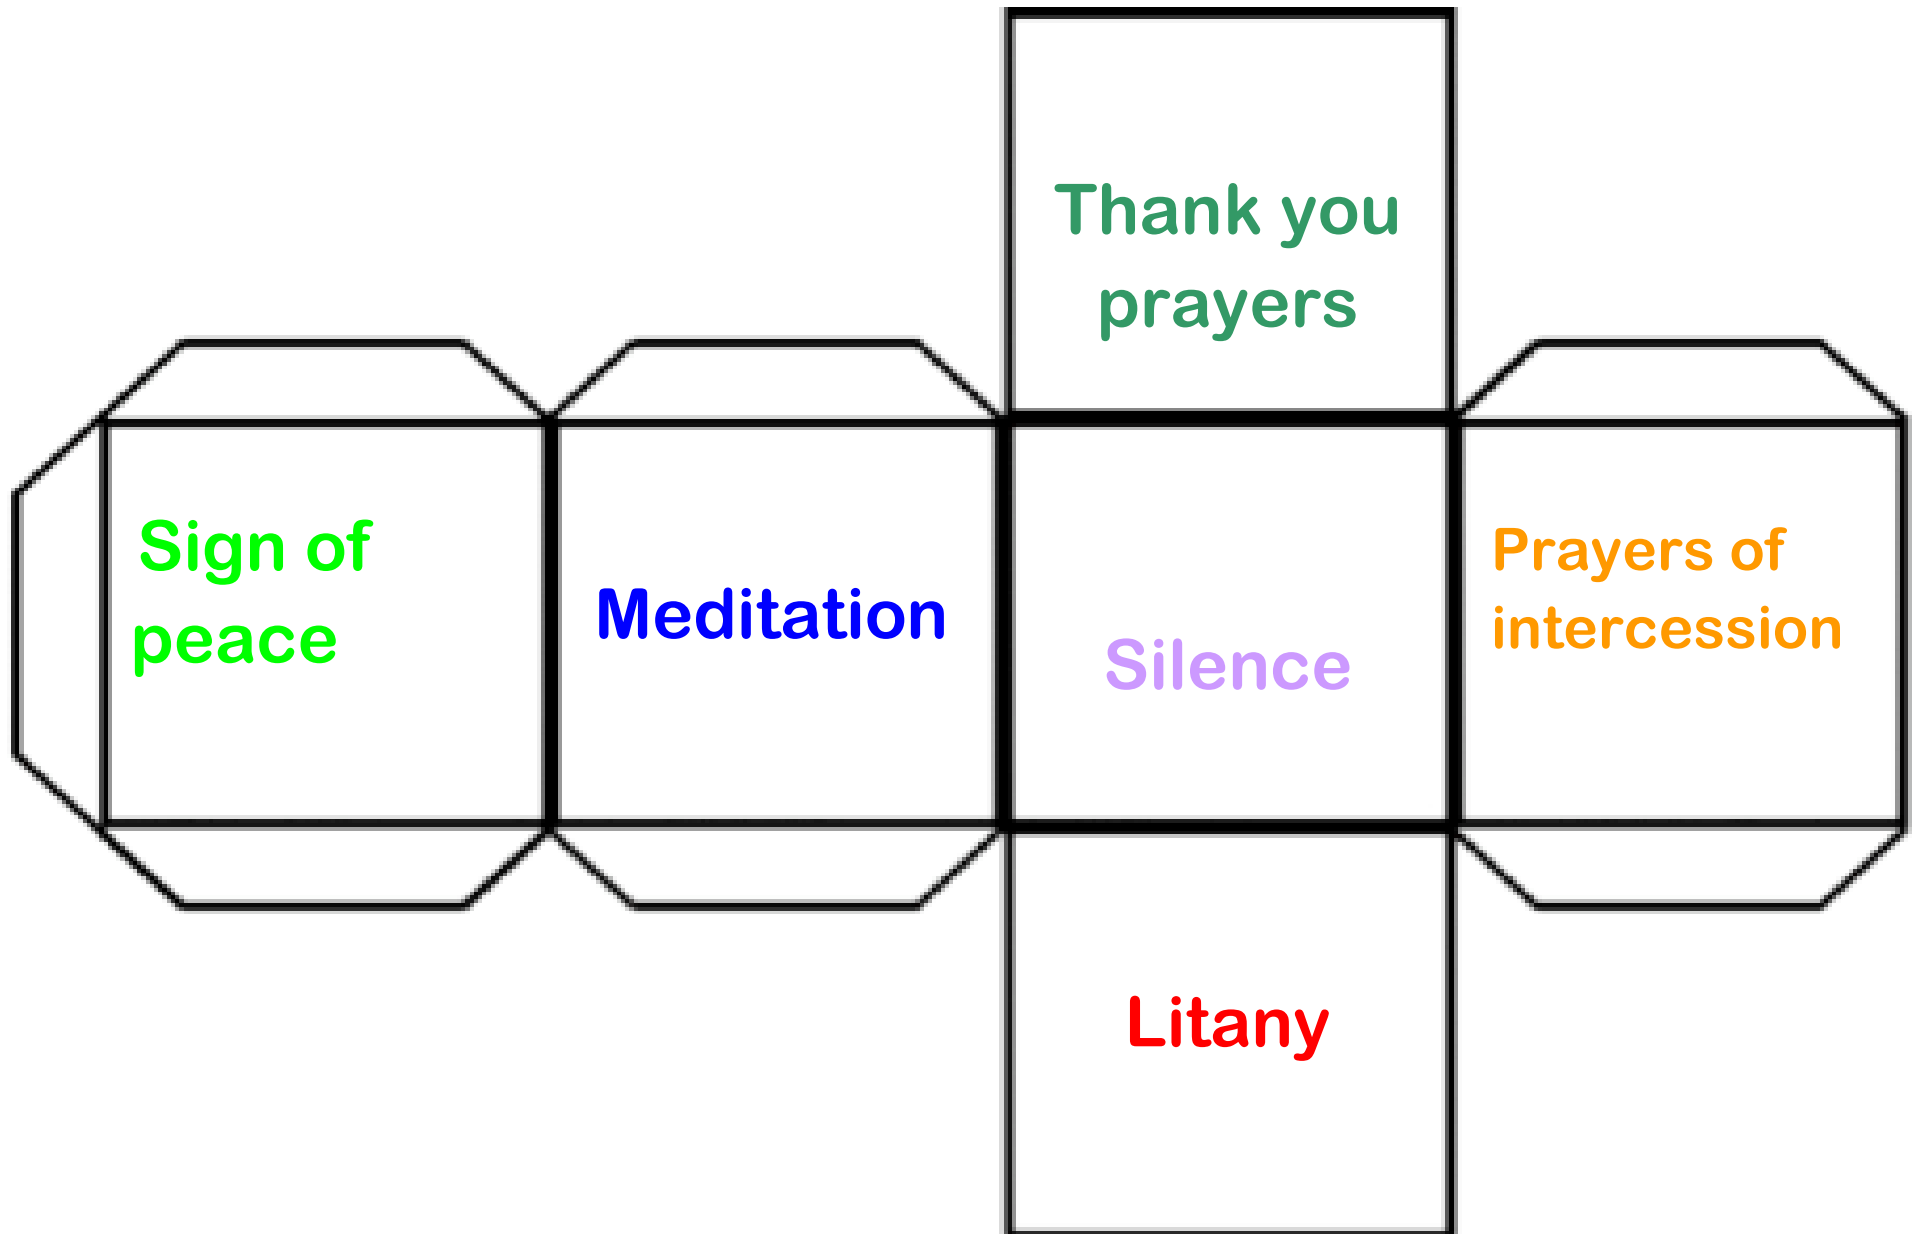 Thank you
prayers
Sign of
peace
Meditation
Silence
Prayers of
intercession
Litany